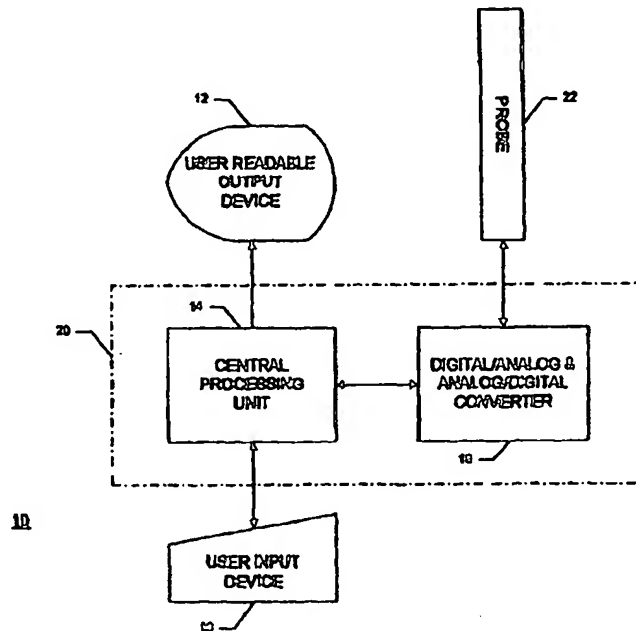 12
USER READABLE
OUTPUT
DEVICE
PROBE
22
20
14
CENTRAL
PROCESSING
UNIT
DIGITAL/ANALOG &
ANALOG/DIGITAL
CONVERTER
10
USER INPUT
DEVICE